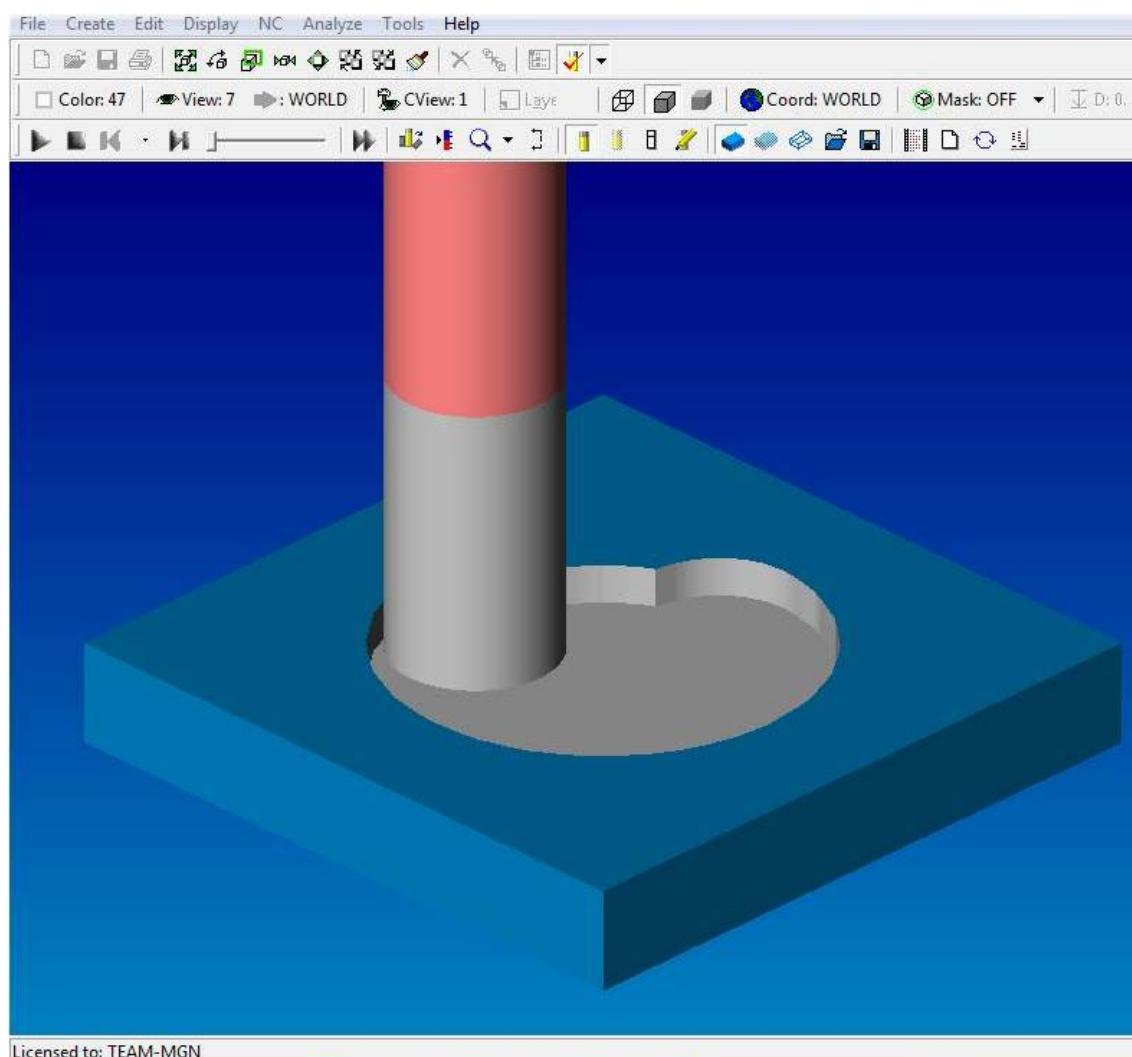 File Create Edit Display NC Analyze Tools Help
Color: 47 View: 7 : WORLD CView: 1 Laye Coord: WORLD Mask: OFF D: 0.
Licensed to: TEAM-MGN